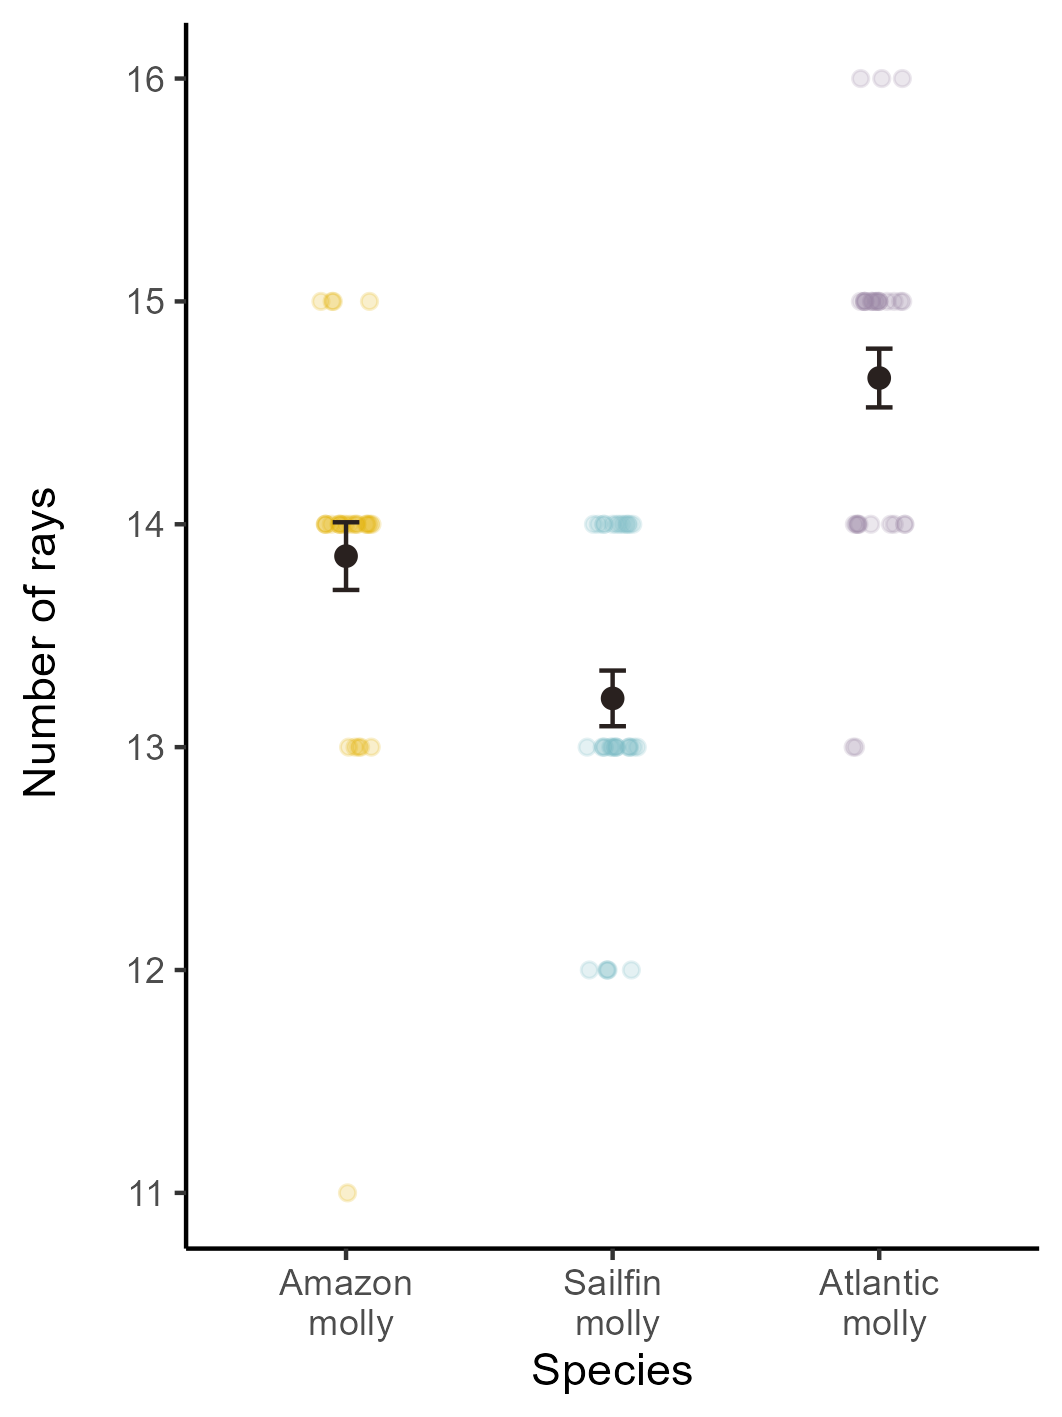 Number of rays
16
15
14
13
12
11
Amazon
molly
Sailfin
molly
Atlantic
molly
Species